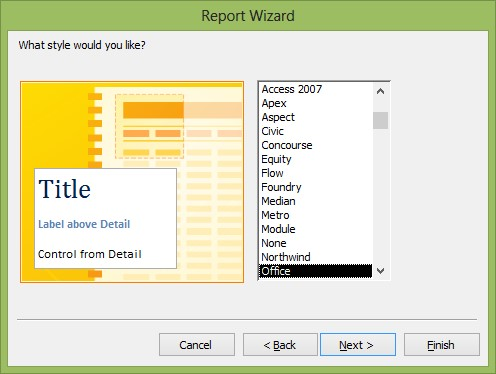 Report Wizard
What style would you like?
Title
Label above Detail
Control from Detail
Access 2007
Apex
Aspect
Civic
Concourse
Equity
Flow
Foundry
Median
Metro
Module
None
Northwind
Office
Cancel
< Back
Next >
Finish